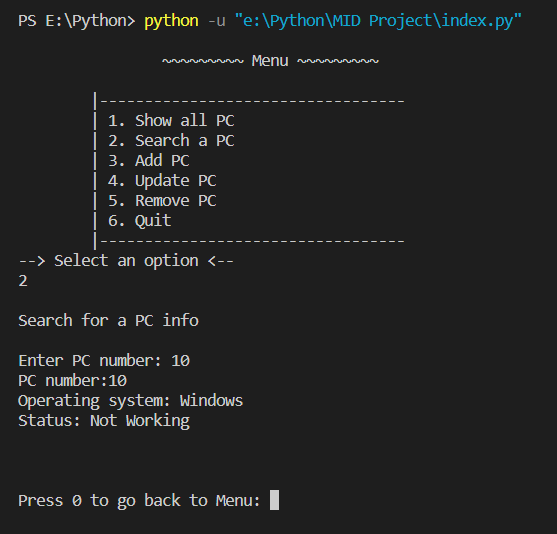 PS E:\Python> python -u "e:\Python\MID Project\index.py"
~~~~~~~~~ Menu ~~~~~~~~~
|----------------------------------
| 1. Show all PC
| 2. Search a PC
| 3. Add PC
| 4. Update PC
| 5. Remove PC
| 6. Quit
|----------------------------------
--> Select an option <--
2
Search for a PC info
Enter PC number: 10
PC number:10
Operating system: Windows
Status: Not Working
Press 0 to go back to Menu: